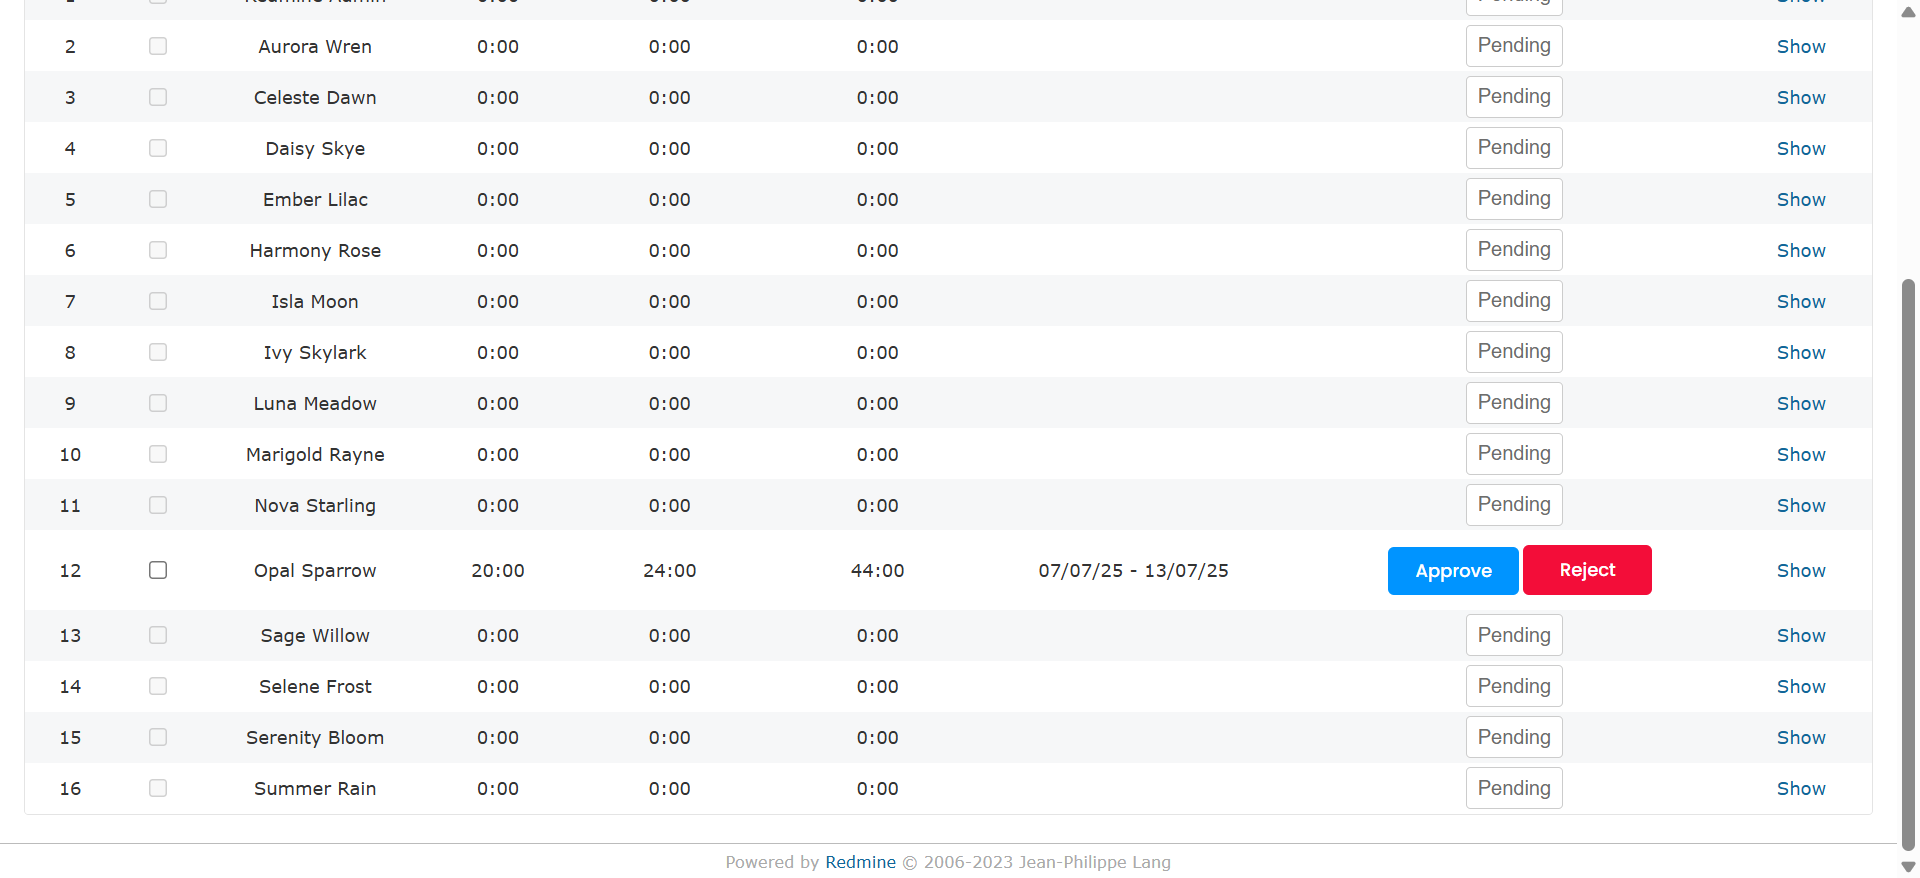 1 Redmine Admin 0:00 0:00 0:00 Pending Show
2 Aurora Wren 0:00 0:00 0:00 Pending Show
3 Celeste Dawn 0:00 0:00 0:00 Pending Show
4 Daisy Skye 0:00 0:00 0:00 Pending Show
5 Ember Lilac 0:00 0:00 0:00 Pending Show
6 Harmony Rose 0:00 0:00 0:00 Pending Show
7 Isla Moon 0:00 0:00 0:00 Pending Show
8 Ivy Skylark 0:00 0:00 0:00 Pending Show
9 Luna Meadow 0:00 0:00 0:00 Pending Show
10 Marigold Rayne 0:00 0:00 0:00 Pending Show
11 Nova Starling 0:00 0:00 0:00 Pending Show
12 Opal Sparrow 20:00 24:00 44:00 07/07/25 - 13/07/25 Approve Reject Show
13 Sage Willow 0:00 0:00 0:00 Pending Show
14 Selene Frost 0:00 0:00 0:00 Pending Show
15 Serenity Bloom 0:00 0:00 0:00 Pending Show
16 Summer Rain 0:00 0:00 0:00 Pending Show
Powered by Redmine © 2006-2023 Jean-Philippe Lang